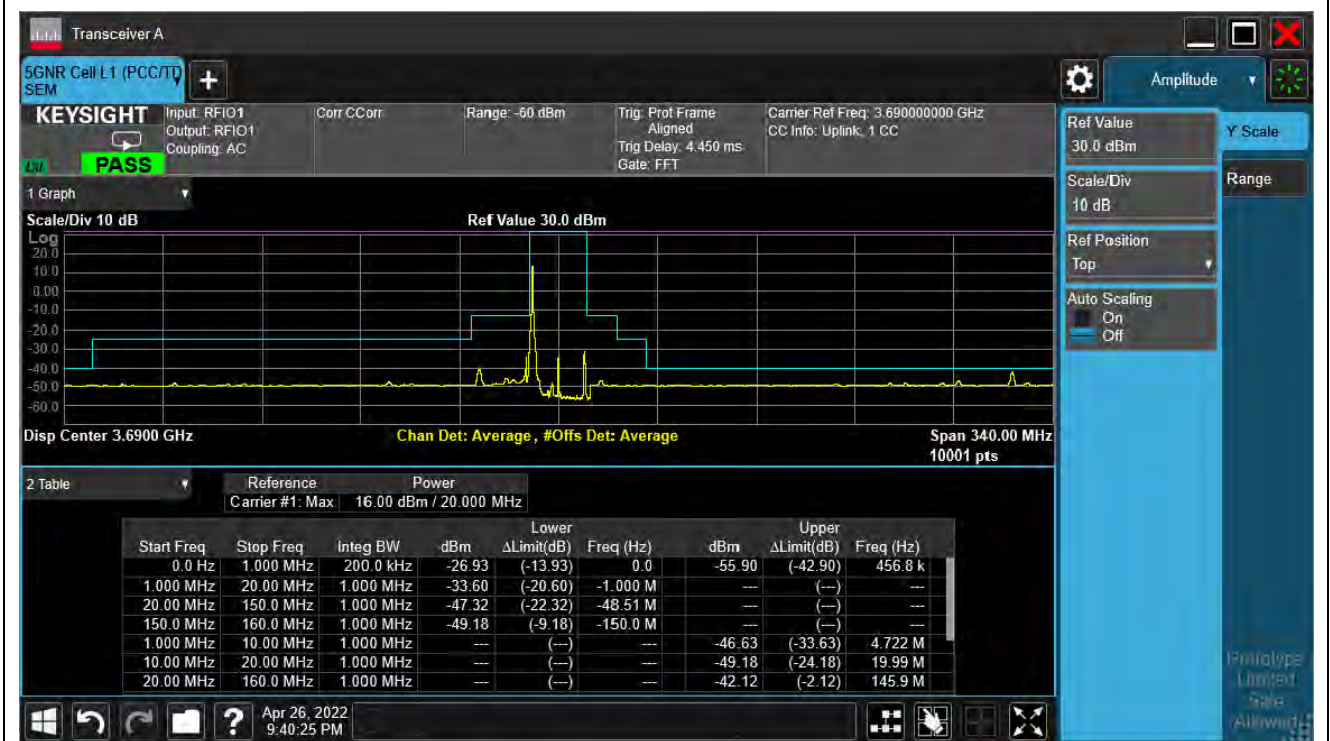 Transceiver A
5GNR Cell L1 (PCC/TD
SEM
+
Amplitude
KEYSIGHT
PASS
Input: RFIO1
Output: RFIO1
Coupling: AC
Corr CCorr
Range: -60 dBm
Trig: Prot Frame
Aligned
Trig Delay: 4.450 ms
Gate: FFT
Carrier Ref Freq: 3.690000000 GHz
CC Info: Uplink, 1 CC
Ref Value
30.0 dBm
Y Scale
Scale/Div
10 dB
Range
Ref Position
Top
Auto Scaling
On
Off
1 Graph
Scale/Div 10 dB Ref Value 30.0 dBm
Log
20.0
10.0
0.00
-10.0
-20.0
-30.0
-40.0
-50.0
-60.0
Disp Center 3.6900 GHz Chan Det: Average , #Offs Det: Average Span 340.00 MHz
10001 pts
2 Table
Reference Power
Carrier #1: Max 16.00 dBm / 20.000 MHz
Lower Upper
Start Freq Stop Freq Integ BW dBm ΔLimit(dB) Freq (Hz) dBm ΔLimit(dB) Freq (Hz)
0.0 Hz 1.000 MHz 200.0 kHz -26.93 (-13.93) 0.0 -55.90 (-42.90) 456.8 k
1.000 MHz 20.00 MHz 1.000 MHz -33.60 (-20.60) -1.000 M --- (---) ---
20.00 MHz 150.0 MHz 1.000 MHz -47.32 (-22.32) -48.51 M --- (---) ---
150.0 MHz 160.0 MHz 1.000 MHz -49.18 (-9.18) -150.0 M --- (---) ---
1.000 MHz 10.00 MHz 1.000 MHz --- (---) --- -46.63 (-33.63) 4.722 M
10.00 MHz 20.00 MHz 1.000 MHz --- (---) --- -49.18 (-24.18) 19.99 M
20.00 MHz 160.0 MHz 1.000 MHz --- (---) --- -42.12 (-2.12) 145.9 M
Prototype
Limited
Sale
Allowed
?
Apr 26, 2022
9:40:25 PM